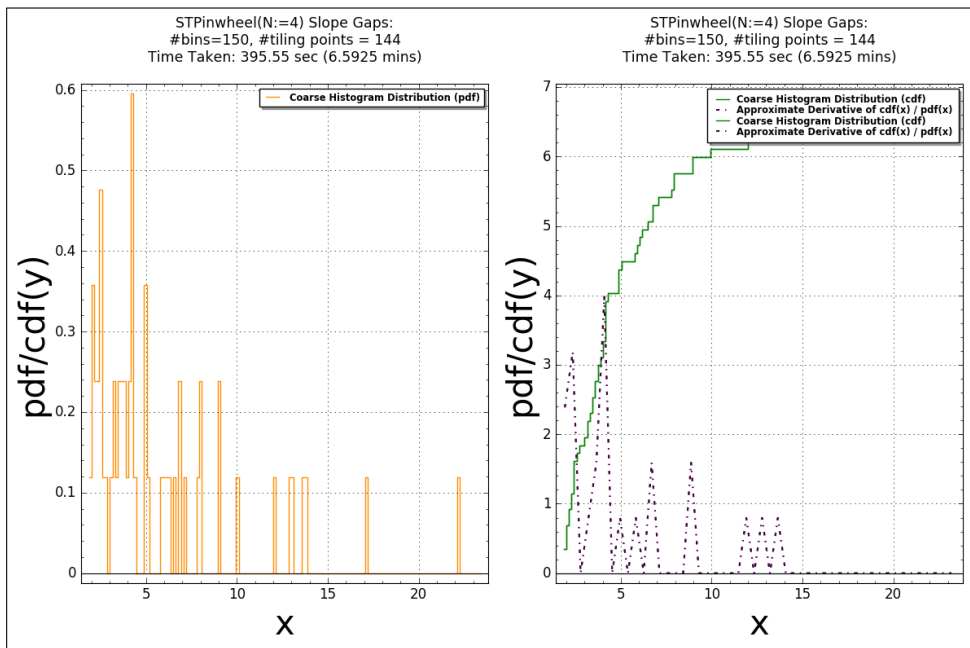 STPinwheel(N:=4) Slope Gaps:
#bins=150, #tiling points = 144
Time Taken: 395.55 sec (6.5925 mins)
Coarse Histogram Distribution (pdf)
0.6
0.5
0.4
0.3
0.2
0.1
0
pdf/cdf(y)
5
10
15
20
x
STPinwheel(N:=4) Slope Gaps:
#bins=150, #tiling points = 144
Time Taken: 395.55 sec (6.5925 mins)
Coarse Histogram Distribution (cdf)
Approximate Derivative of cdf(x) / pdf(x)
Coarse Histogram Distribution (cdf)
Approximate Derivative of cdf(x) / pdf(x)
7
6
5
4
3
2
1
0
pdf/cdf(y)
5
10
15
20
x